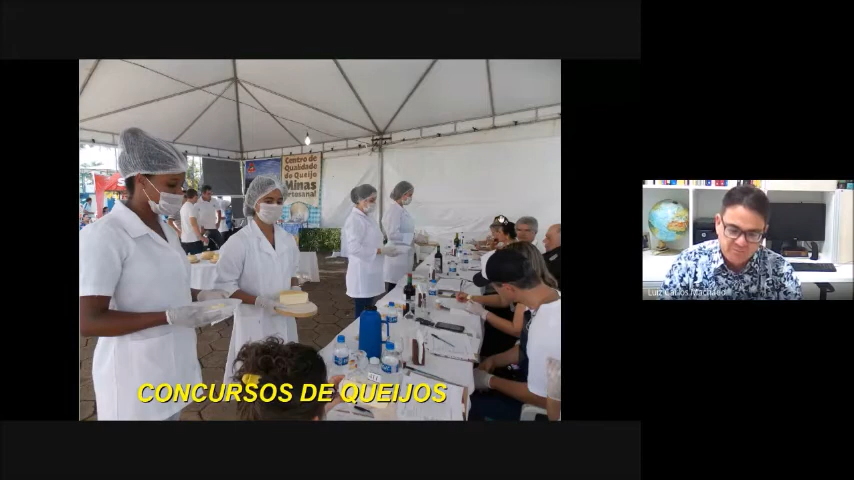 Centro de
Qualidade
do Queijo
Minas
Artesanal
CONCURSOS DE QUEIJOS
Luiz Carlos Machado